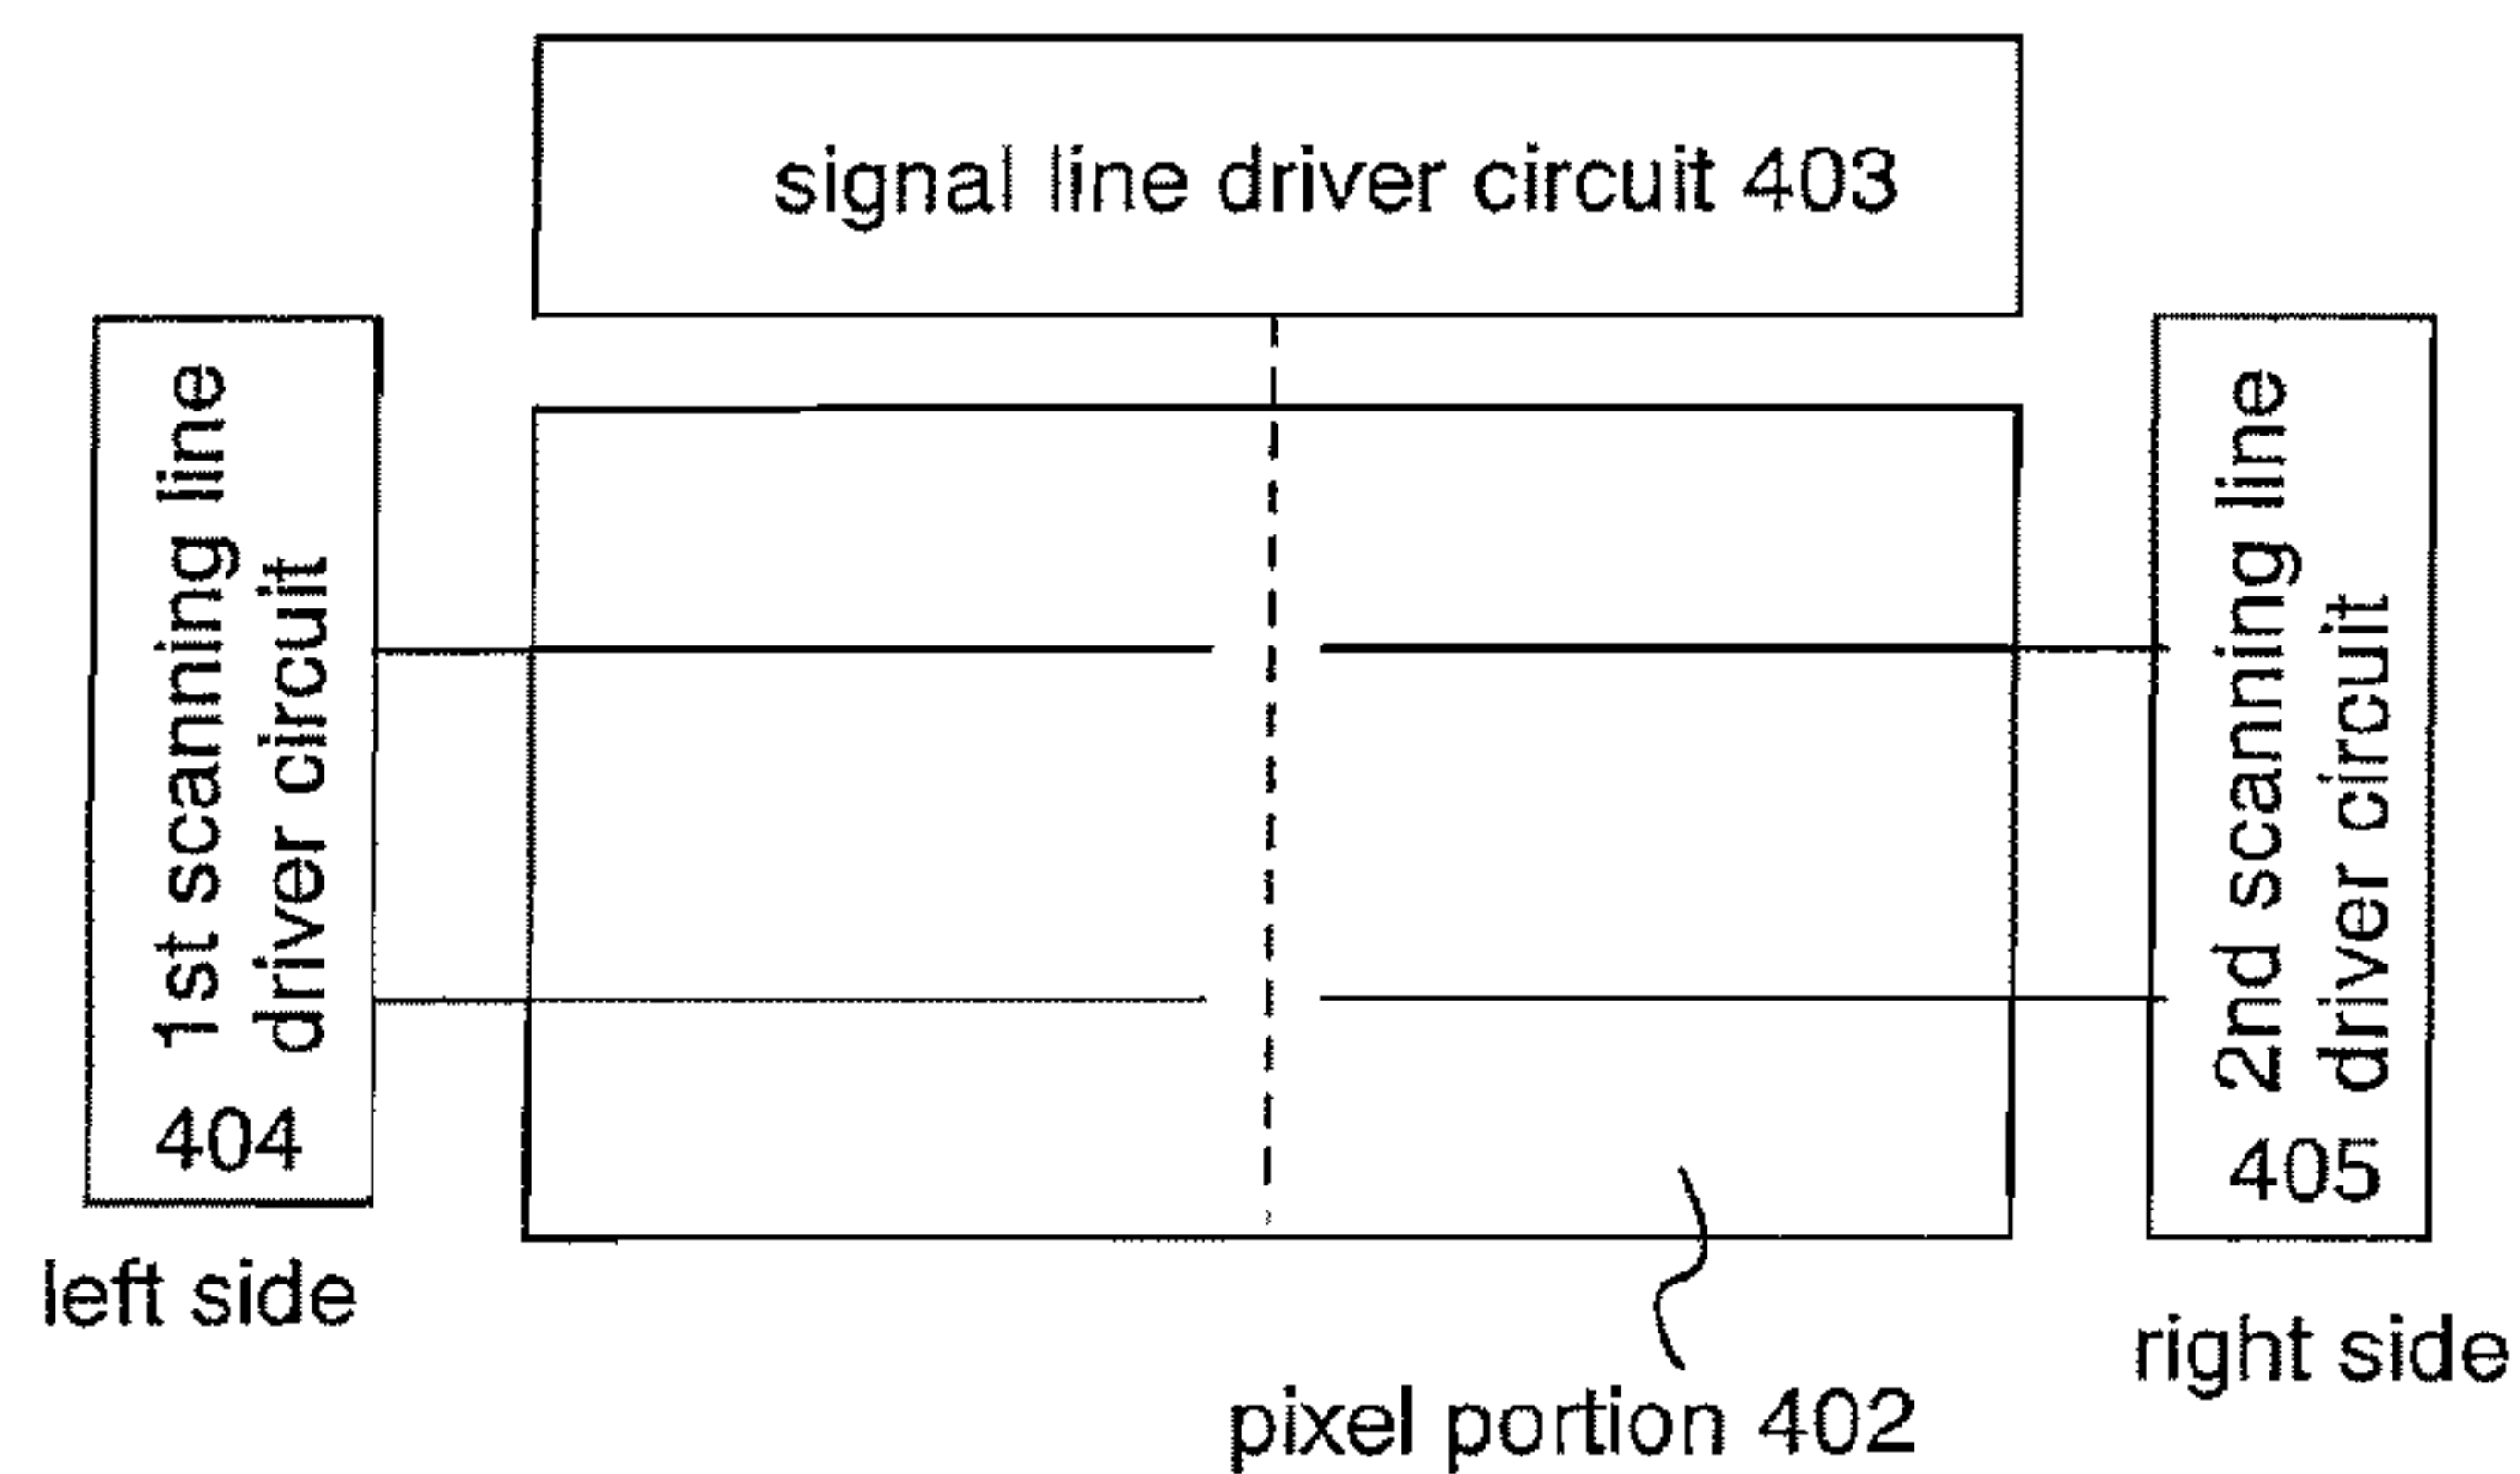 signal line driver circuit 403
1st scanning line
driver circuit
404
2nd scanning line
driver circuit
405
left side
right side
pixel portion 402